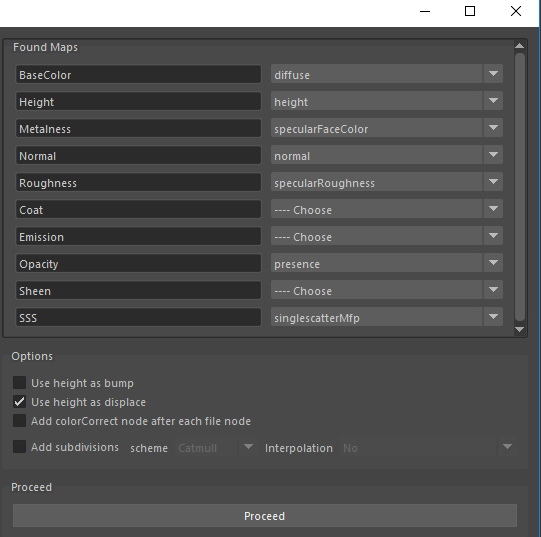 Found Maps
BaseColor diffuse
Height height
Metalness specularFaceColor
Normal normal
Roughness specularRoughness
Coat ---- Choose
Emission ---- Choose
Opacity presence
Sheen ---- Choose
SSS singlescatterMfp
Options
Use height as bump
Use height as displace
Add colorCorrect node after each file node
Add subdivisions scheme Catmull Interpolation No
Proceed
Proceed